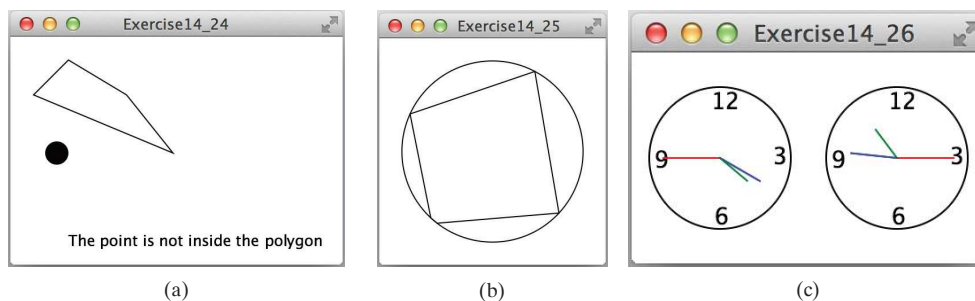 Exercise14_24
The point is not inside the polygon
(a)
Exercise14_25
(b)
Exercise14_26
12
9
3
6
12
9
3
6
(c)